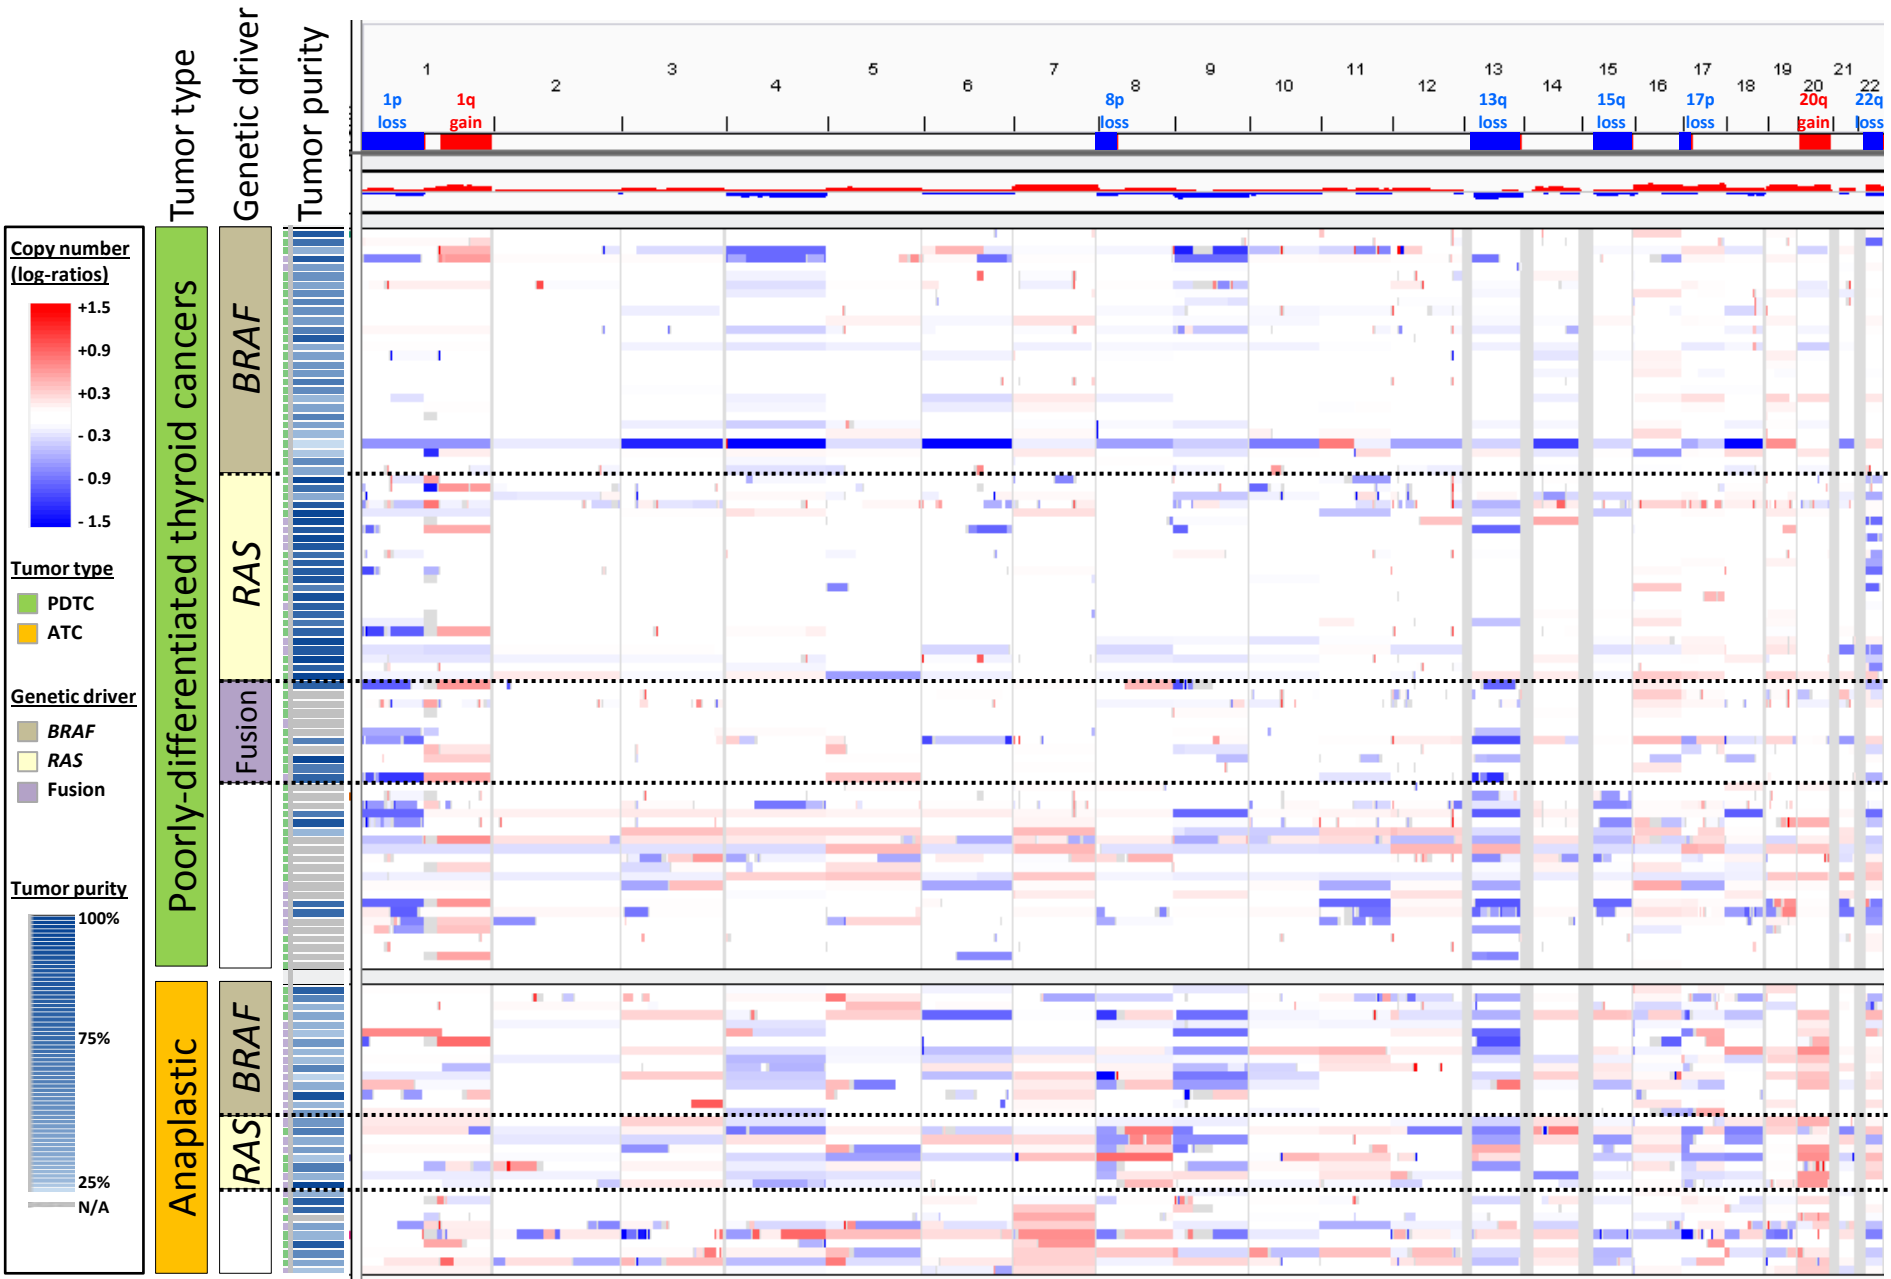 Tumor type
Genetic driver
Tumor purity
1
2
3
4
5
6
7
8
9
10
11
12
13
14
15
16
17
18
19
20
21
22
1p
loss
1q
gain
8p
loss
13q
loss
15q
loss
17p
loss
20q
gain
22q
loss
Copy number
(log-ratios)
+1.5
+0.9
+0.3
- 0.3
- 0.9
- 1.5
Tumor type
PDTC
ATC
Genetic driver
BRAF
RAS
Fusion
Tumor purity
100%
75%
25%
N/A
Poorly-differentiated thyroid cancers
BRAF
RAS
Fusion
Anaplastic
BRAF
RAS